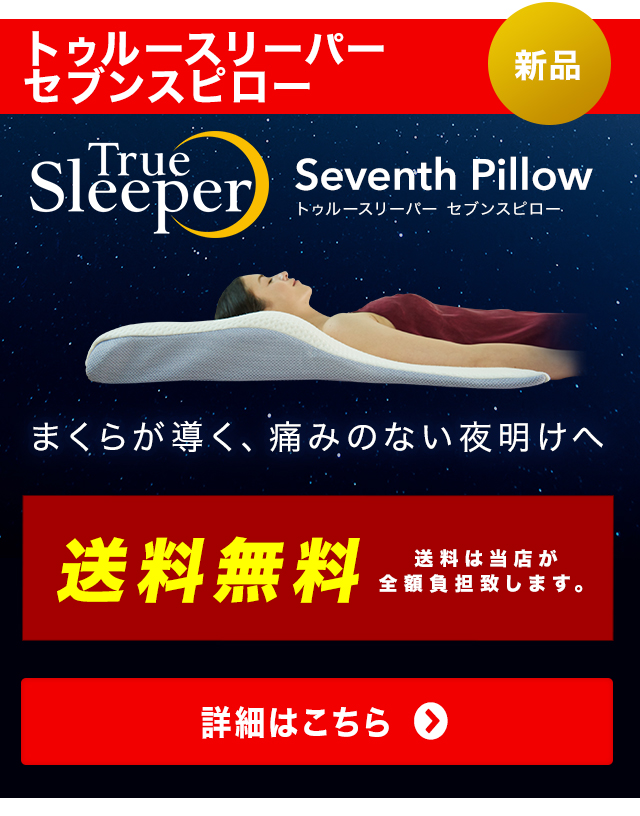 トゥルースリーパー
セブンスピロー
新品
True
Sleeper
Seventh Pillow
トゥルースリーパー セブンスピロー
まくらが導く、痛みのない夜明けへ
送料無料
送料は当店が
全額負担致します。
詳細はこちら